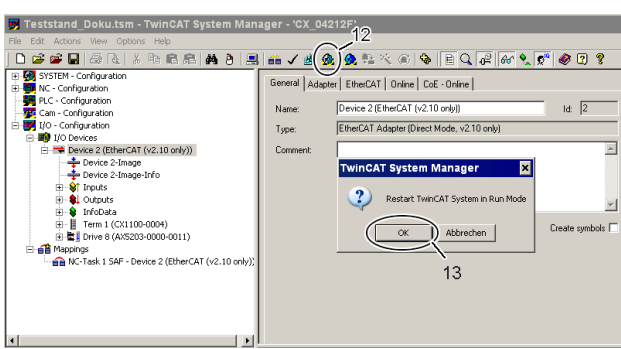 Teststand_Doku.tsm - TwinCAT System Manager - 'CX_04212F'
12
File Edit Actions View Options Help
SYSTEM - Configuration
NC - Configuration
PLC - Configuration
Cam - Configuration
I/O - Configuration
I/O Devices
Device 2 (EtherCAT (v2.10 only))
Device 2-Image
Device 2-Image-Info
Inputs
Outputs
InfoData
Term 1 (CX1100-0004)
Drive 8 (AX5203-0000-0011)
Mappings
NC-Task 1 SAF - Device 2 (EtherCAT (v2.10 only))
General Adapter EtherCAT Online CoE - Online
Name: Device 2 (EtherCAT (v2.10 only)) Id: 2
Type: EtherCAT Adapter (Direct Mode, v2.10 only)
Comment:
TwinCAT System Manager
Restart TwinCAT System in Run Mode
OK Abbrechen
Create symbols
13